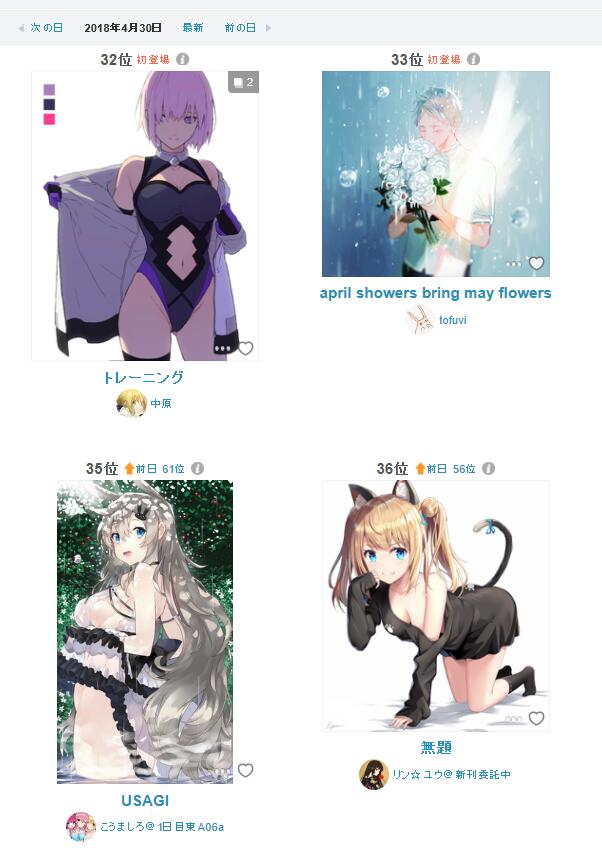 次の日 2018年4月30日 最新 前の日
32位 初登場
33位 初登場
2
april showers bring may flowers
tofuvi
トレーニング
中原
35位 前日 61位
36位 前日 56位
無題
リン☆ユウ@新刊委託中
USAGI
こうましろ@1日目東A06a